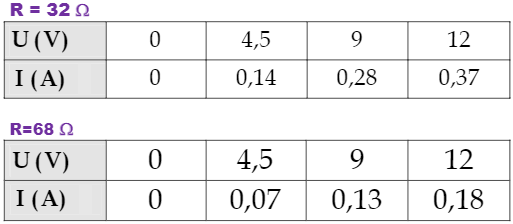 R = 32 Ω
U (V) 0 4,5 9 12
I (A) 0 0,14 0,28 0,37
R=68 Ω
U (V) 0 4,5 9 12
I (A) 0 0,07 0,13 0,18